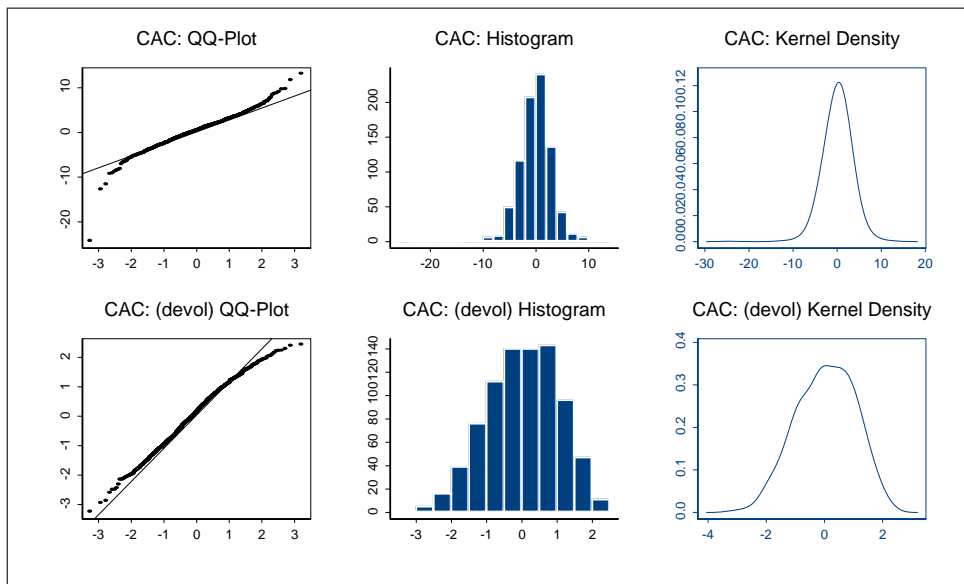 CAC: QQ-Plot
10
0
-10
-20
-3 -2 -1 0 1 2 3
CAC: Histogram
200
150
100
50
0
-20 -10 0 10
CAC: Kernel Density
0.000.020.040.060.080.100.12
-30 -20 -10 0 10 20
CAC: (devol) QQ-Plot
2
1
0
-1
-2
-3
-3 -2 -1 0 1 2 3
CAC: (devol) Histogram
0 20 40 60 80 100120140
-3 -2 -1 0 1 2
CAC: (devol) Kernel Density
0.4
0.3
0.2
0.1
0.0
-4 -2 0 2